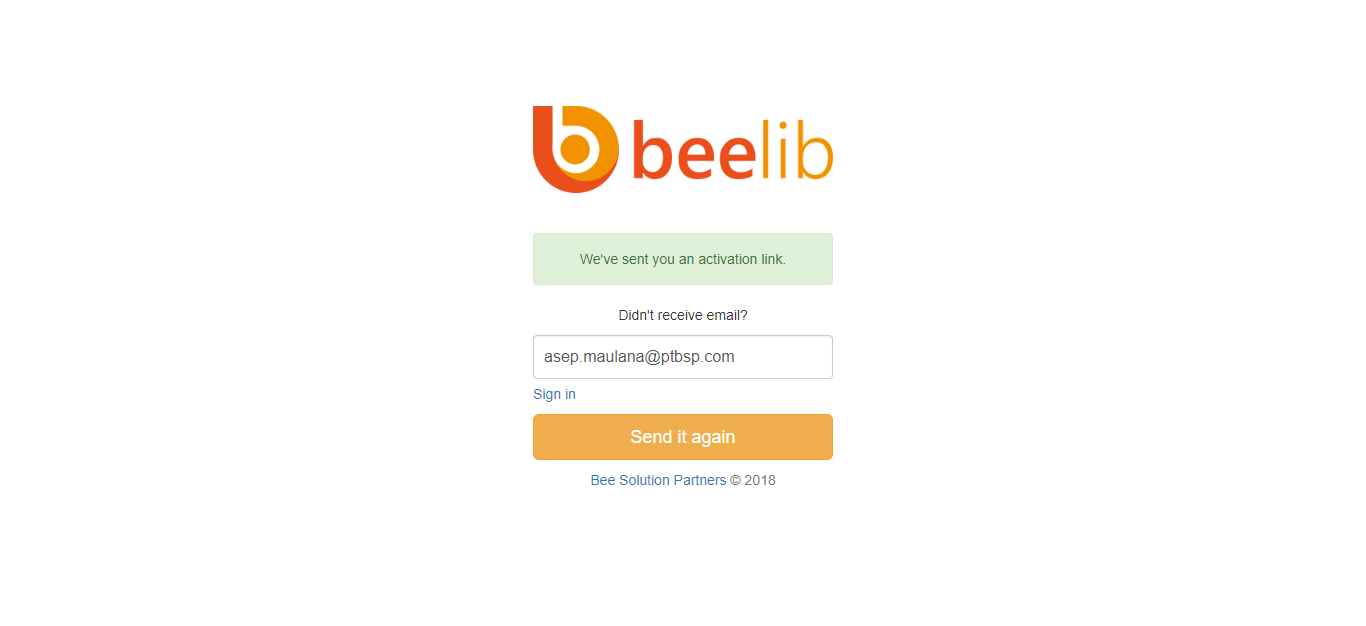 beelib
We've sent you an activation link.
Didn't receive email?
asep.maulana@ptbsp.com
Sign in
Send it again
Bee Solution Partners © 2018